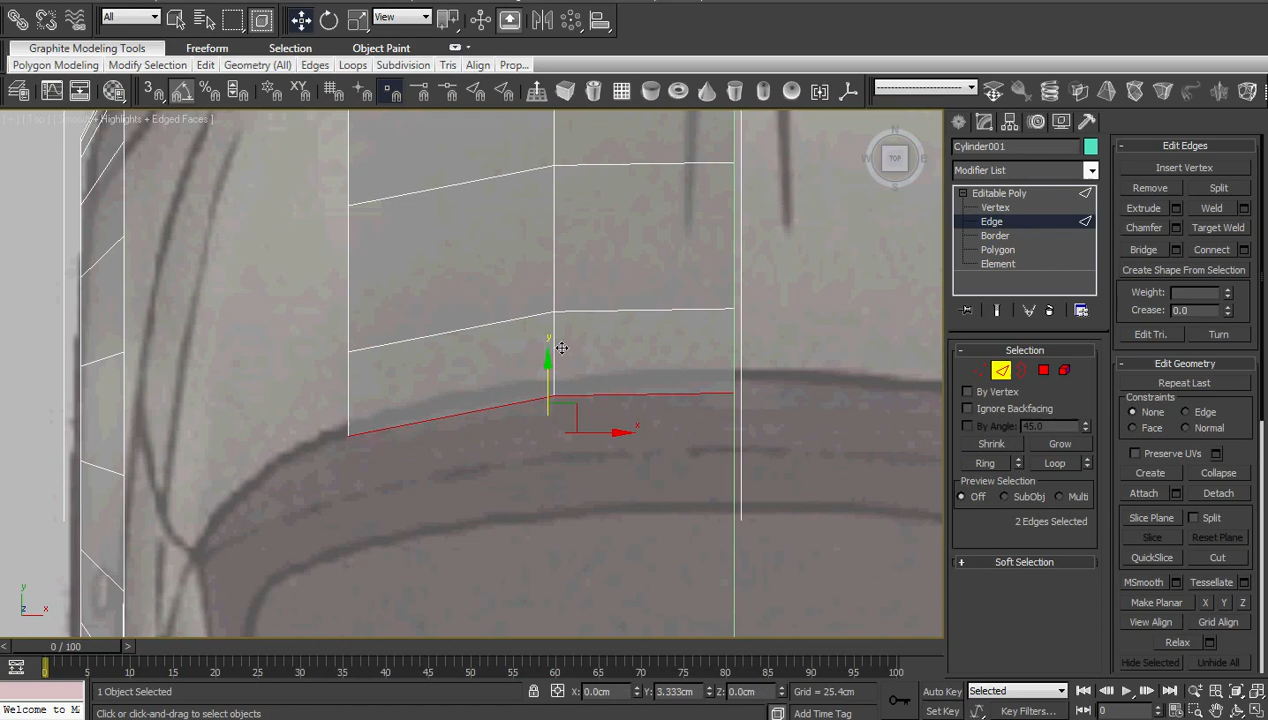 All
View
Graphite Modeling Tools
Freeform
Selection
Object Paint
Polygon Modeling
Modify Selection
Edit
Geometry (All)
Edges
Loops
Subdivision
Tris
Align
Prop...
3
%
XY
[ + ] [ Top ] [ Smooth + Highlights + Edged Faces ]
N
W
TOP
E
S
y
x
y
z
x
Cylinder001
Modifier List
Editable Poly
Vertex
Edge
Border
Polygon
Element
Selection
By Vertex
Ignore Backfacing
By Angle:
45.0
Shrink
Grow
Ring
Loop
Preview Selection
Off
SubObj
Multi
2 Edges Selected
Soft Selection
Edit Edges
Insert Vertex
Remove
Split
Extrude
Weld
Chamfer
Target Weld
Bridge
Connect
Create Shape From Selection
Weight:
Crease:
0.0
Edit Tri.
Turn
Edit Geometry
Repeat Last
Constraints
None
Edge
Face
Normal
Preserve UVs
Create
Collapse
Attach
Detach
Slice Plane
Split
Slice
Reset Plane
QuickSlice
Cut
MSmooth
Tessellate
Make Planar
X
Y
Z
View Align
Grid Align
Relax
Hide Selected
Unhide All
0 / 100
0
5
10
15
20
25
30
35
40
45
50
55
60
65
70
75
80
85
90
95
100
1 Object Selected
X:
0.0cm
Y:
3.333cm
Z:
0.0cm
Grid = 25.4cm
Auto Key
Selected
Welcome to M
Click or click-and-drag to select objects
Add Time Tag
Set Key
Key Filters...
0